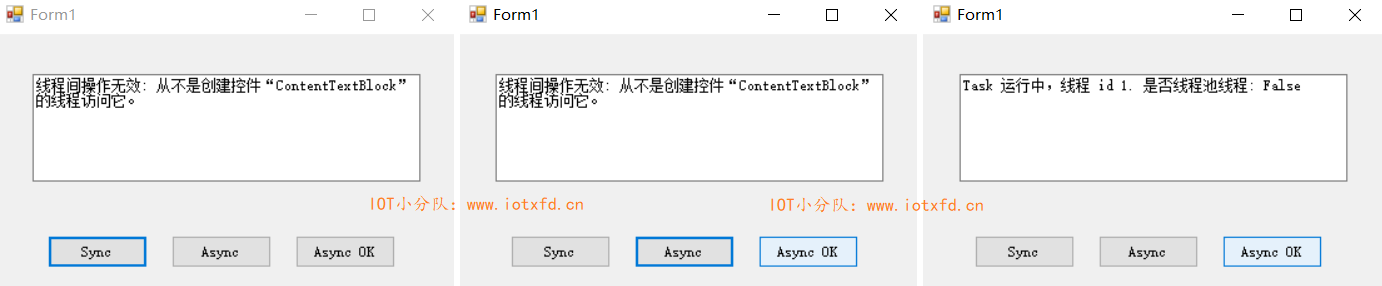 Form1
线程间操作无效: 从不是创建控件“ContentTextBlock”
的线程访问它。
Sync
Async
Async OK
Form1
线程间操作无效: 从不是创建控件“ContentTextBlock”
的线程访问它。
Sync
Async
Async OK
Form1
Task 运行中，线程 id 1. 是否线程池线程: False
Sync
Async
Async OK
IOT小分队：www.iotxfd.cn
IOT小分队：www.iotxfd.cn